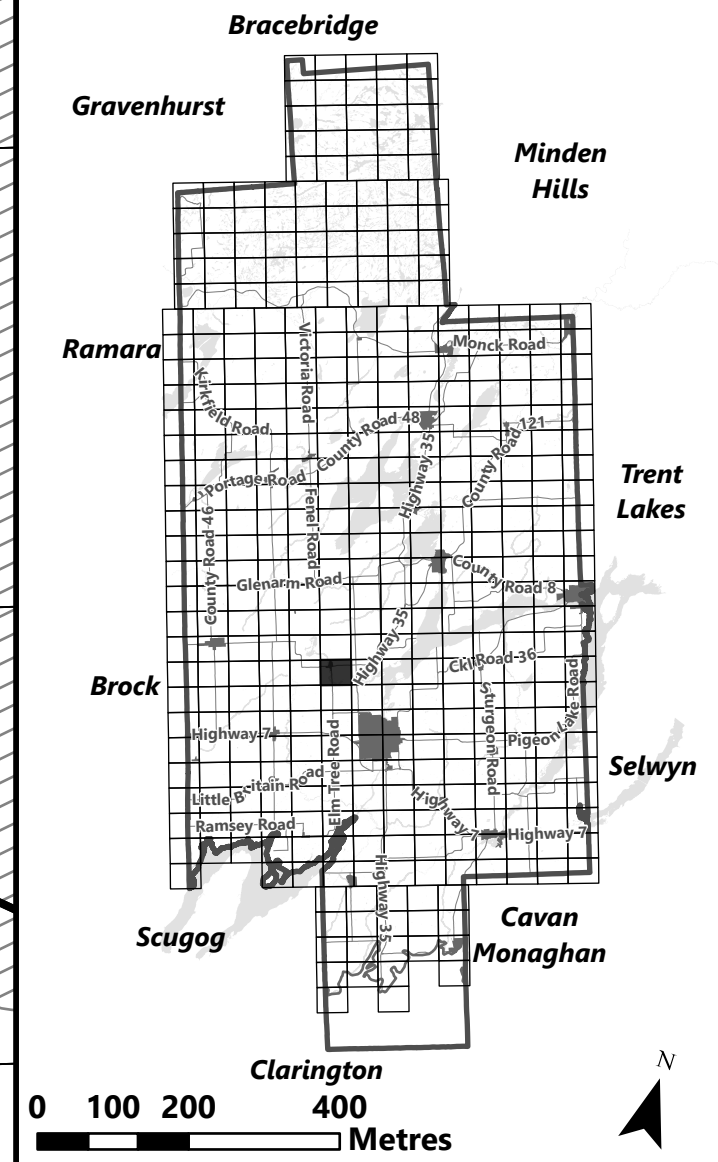 Bracebridge
Gravenhurst
Minden
Hills
Ramara
Monck Road
Victoria Road
Kirkfield Road
County Road 48
121
County Road
Highway 35
Portage Road
Trent
Lakes
Fenel Road
County Road 46
County Road 8
Glenarm Road
Highway 35
Ckl Road 36
Brock
Sturgeon Road
Pigeon Lake Road
Highway 7
Elm Tree Road
Selwyn
Little Britain Road
Highway 7
Ramsey Road
Highway 7
Highway 35
Scugog
Cavan
Monaghan
Clarington
N
0 100 200 400
Metres